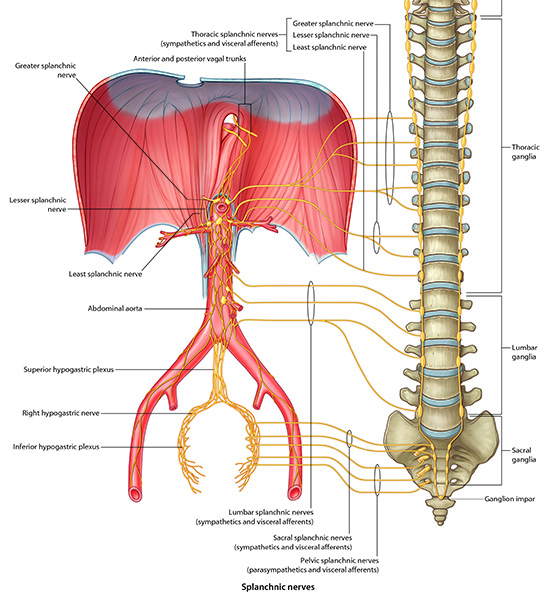 Greater splanchnic nerve
Thoracic splanchnic nerves
(sympathetics and visceral afferents)
Lesser splanchnic nerve
Least splanchnic nerve
Anterior and posterior vagal trunks
Greater splanchnic
nerve
Thoracic
ganglia
Lesser splanchnic
nerve
Least splanchnic nerve
Abdominal aorta
Lumbar
ganglia
Superior hypogastric plexus
Right hypogastric nerve
Inferior hypogastric plexus
Sacral
ganglia
Ganglion impar
Lumbar splanchnic nerves
(sympathetics and visceral afferents)
Sacral splanchnic nerves
(sympathetics and visceral afferents)
Pelvic splanchnic nerves
(parasympathetics and visceral afferents)
Splanchnic nerves